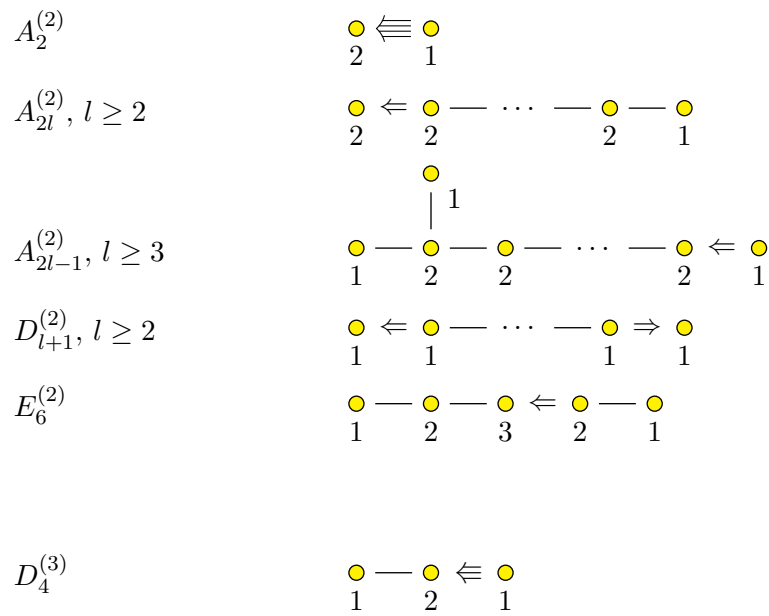 A_2^{(2)}
2 1
A_{2l}^{(2)}, l ≥ 2
⋯
2 2 2 1
1
A_{2l−1}^{(2)}, l ≥ 3
⋯
1 2 2 2 1
D_{l+1}^{(2)}, l ≥ 2
⋯
1 1 1 1
E_6^{(2)}
1 2 3 2 1
D_4^{(3)}
1 2 1